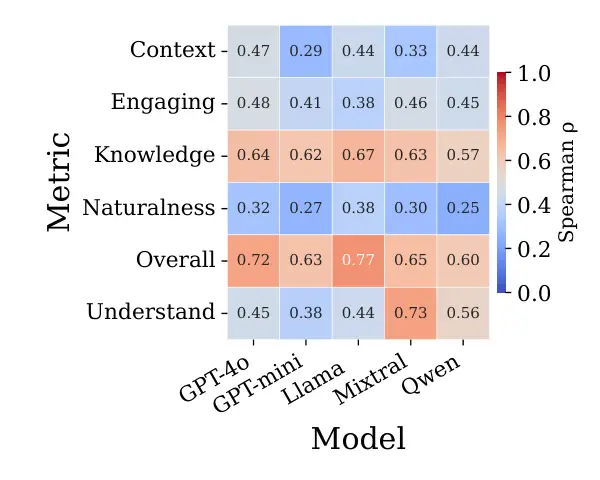 Metric
Context 0.47 0.29 0.44 0.33 0.44
Engaging 0.48 0.41 0.38 0.46 0.45
Knowledge 0.64 0.62 0.67 0.63 0.57
Naturalness 0.32 0.27 0.38 0.30 0.25
Overall 0.72 0.63 0.77 0.65 0.60
Understand 0.45 0.38 0.44 0.73 0.56
GPT-4o GPT-mini Llama Mixtral Qwen
Model
1.0
0.8
0.6
0.4
0.2
0.0
Spearman ρ